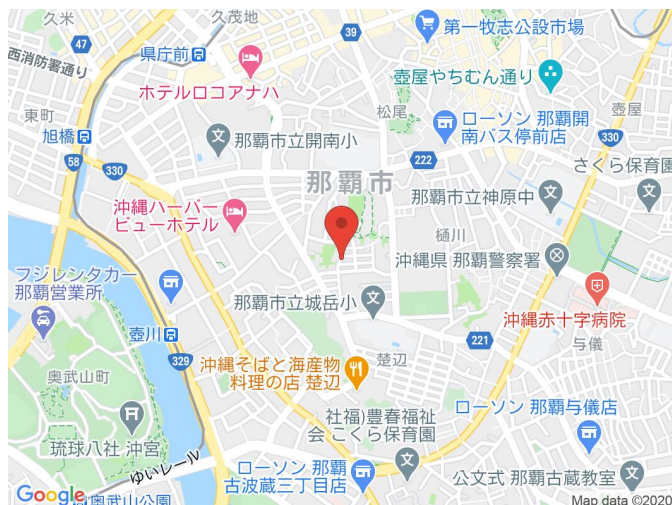 久米
久茂地
39
第一牧志公設市場
47
県庁前
西消防署通り
ホテルロコアナハ
壺屋やちむん通り
東町
松尾
壺屋
旭橋
那覇市立開南小
ローソン 那覇開
南バス停前店
330
58
330
222
さくら保育園
那覇市
那覇市立神原中
沖縄ハーバー
ビューホテル
樋川
沖縄県 那覇警察署
フジレンタカー
那覇営業所
那覇市立城岳小
沖縄赤十字病院
壺川
221
与儀
329
沖縄そばと海産物
料理の店 楚辺
楚辺
奥武山町
社福)豊春福祉
会 こくら保育園
ローソン 那覇与儀店
琉球八社 沖宮
ゆいレール
ローソン 那覇
古波蔵三丁目店
公文式 那覇古蔵教室
Google
奥武山公園
Map data ©2020